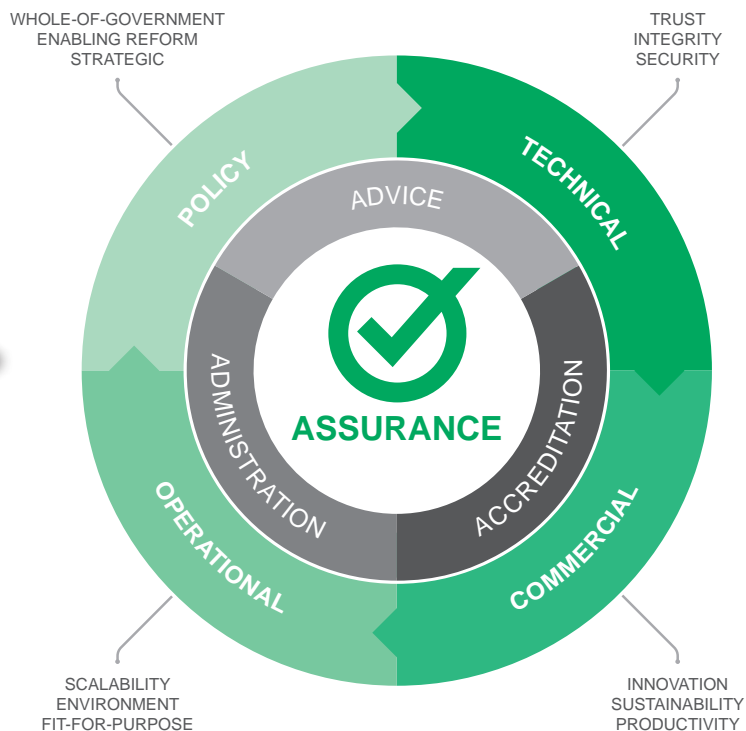 WHOLE-OF-GOVERNMENT
ENABLING REFORM
STRATEGIC
TRUST
INTEGRITY
SECURITY
POLICY
TECHNICAL
ADVICE
ASSURANCE
ADMINISTRATION
ACCREDITATION
OPERATIONAL
COMMERCIAL
SCALABILITY
ENVIRONMENT
FIT-FOR-PURPOSE
INNOVATION
SUSTAINABILITY
PRODUCTIVITY